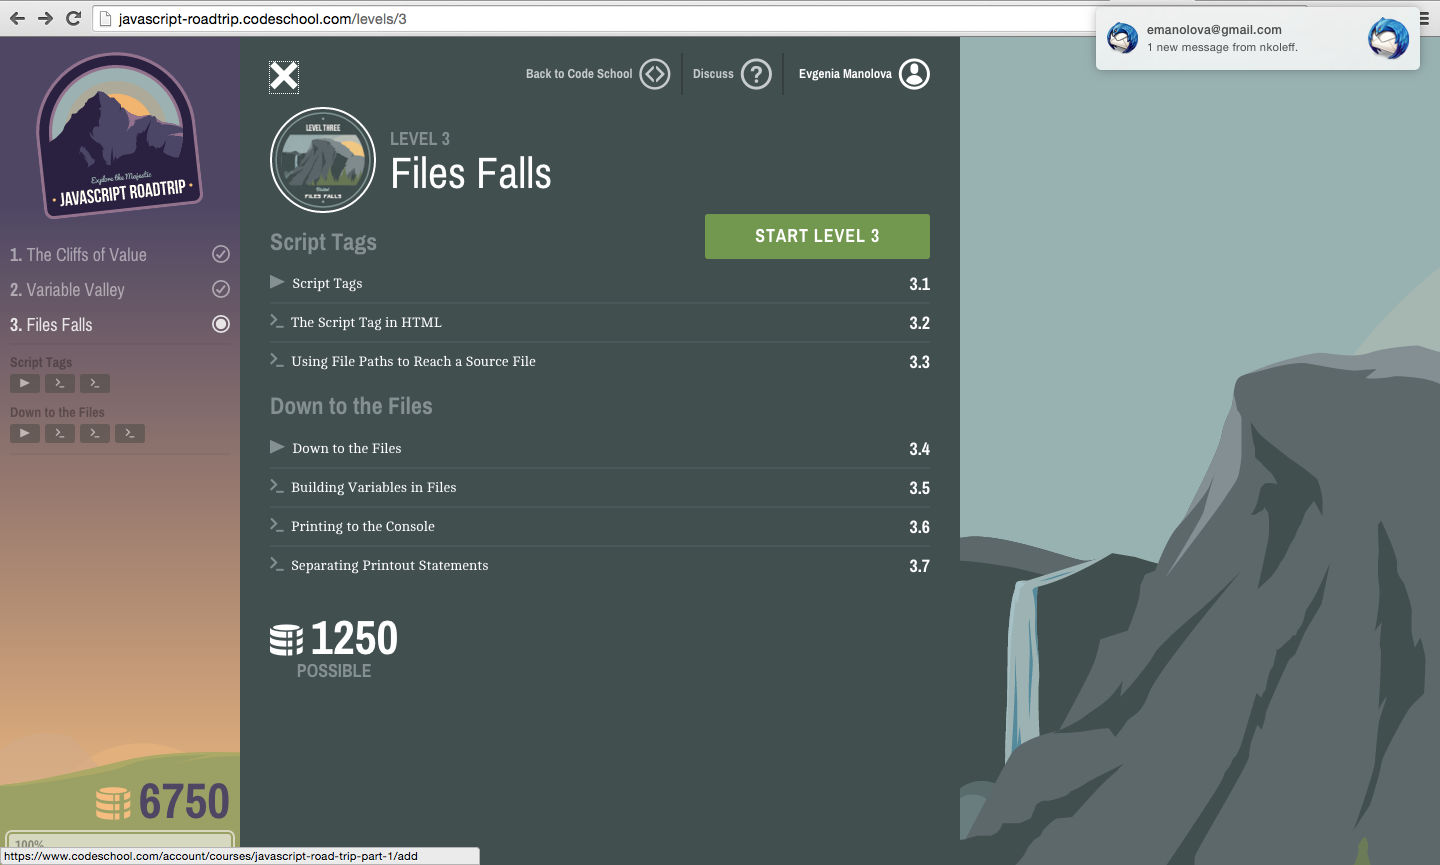 javascript-roadtrip.codeschool.com/levels/3
emanolova@gmail.com
1 new message from nkoleff.
Explore the Majestic
JAVASCRIPT ROADTRIP
1. The Cliffs of Value
2. Variable Valley
3. Files Falls
Script Tags
Down to the Files
6750
100%
https://www.codeschool.com/account/courses/javascript-road-trip-part-1/add
Back to Code School
Discuss
?
Evgenia Manolova
LEVEL THREE
FILES FALLS
LEVEL 3
Files Falls
START LEVEL 3
Script Tags
Script Tags 3.1
The Script Tag in HTML 3.2
Using File Paths to Reach a Source File 3.3
Down to the Files
Down to the Files 3.4
Building Variables in Files 3.5
Printing to the Console 3.6
Separating Printout Statements 3.7
1250
POSSIBLE